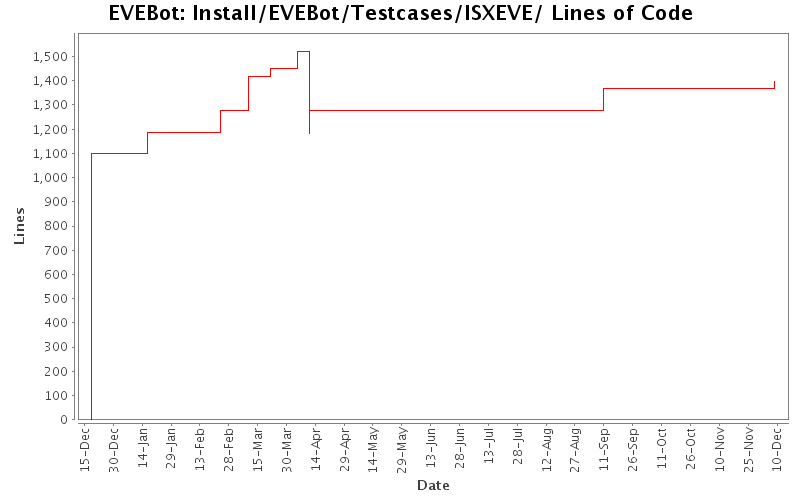 EVEBot: Install/EVEBot/Testcases/ISXEVE/ Lines of Code
1,500
1,400
1,300
1,200
1,100
1,000
900
800
700
600
500
400
300
200
100
0
Lines
15-Dec
30-Dec
14-Jan
29-Jan
13-Feb
28-Feb
15-Mar
30-Mar
14-Apr
29-Apr
14-May
29-May
13-Jun
28-Jun
13-Jul
28-Jul
12-Aug
27-Aug
11-Sep
26-Sep
11-Oct
26-Oct
10-Nov
25-Nov
10-Dec
Date